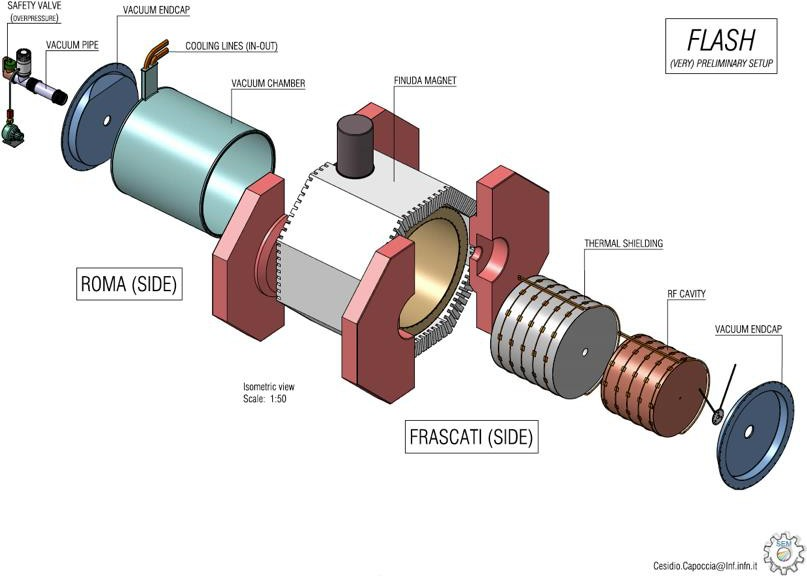 SAFETY VALVE
(OVERPRESSURE)
VACUUM ENDCAP
VACUUM PIPE
COOLING LINES (IN-OUT)
VACUUM CHAMBER
FINUDA MAGNET
FLASH
(VERY) PRELIMINARY SETUP
ROMA (SIDE)
THERMAL SHIELDING
RF CAVITY
VACUUM ENDCAP
Isometric view
Scale: 1:50
FRASCATI (SIDE)
SEM
Cesidio.Capoccia@lnf.infn.it